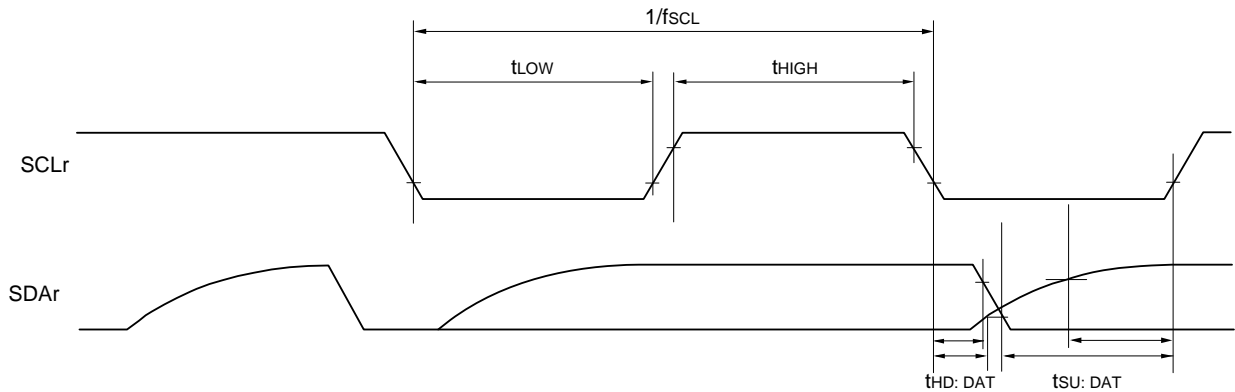 1/fSCL
tLOW tHIGH
SCLr
SDAr
tHD: DAT tSU: DAT